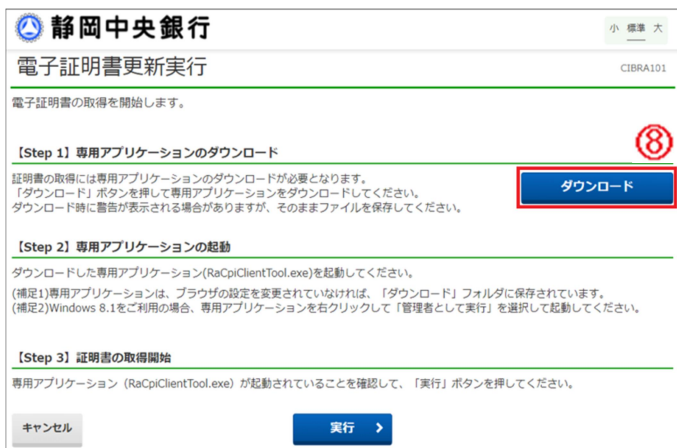 静岡中央銀行
小 標準 大
電子証明書更新実行
CIBRA101
電子証明書の取得を開始します。
⑧
【Step 1】専用アプリケーションのダウンロード
証明書の取得には専用アプリケーションのダウンロードが必要となります。
「ダウンロード」ボタンを押して専用アプリケーションをダウンロードしてください。
ダウンロード時に警告が表示される場合がありますが、そのままファイルを保存してください。
ダウンロード
【Step 2】専用アプリケーションの起動
ダウンロードした専用アプリケーション(RaCpiClientTool.exe)を起動してください。
(補足1)専用アプリケーションは、ブラウザの設定を変更されていなければ、「ダウンロード」フォルダに保存されています。
(補足2)Windows 8.1をご利用の場合、専用アプリケーションを右クリックして「管理者として実行」を選択して起動してください。
【Step 3】証明書の取得開始
専用アプリケーション（RaCpiClientTool.exe）が起動されていることを確認して、「実行」ボタンを押してください。
キャンセル
実行